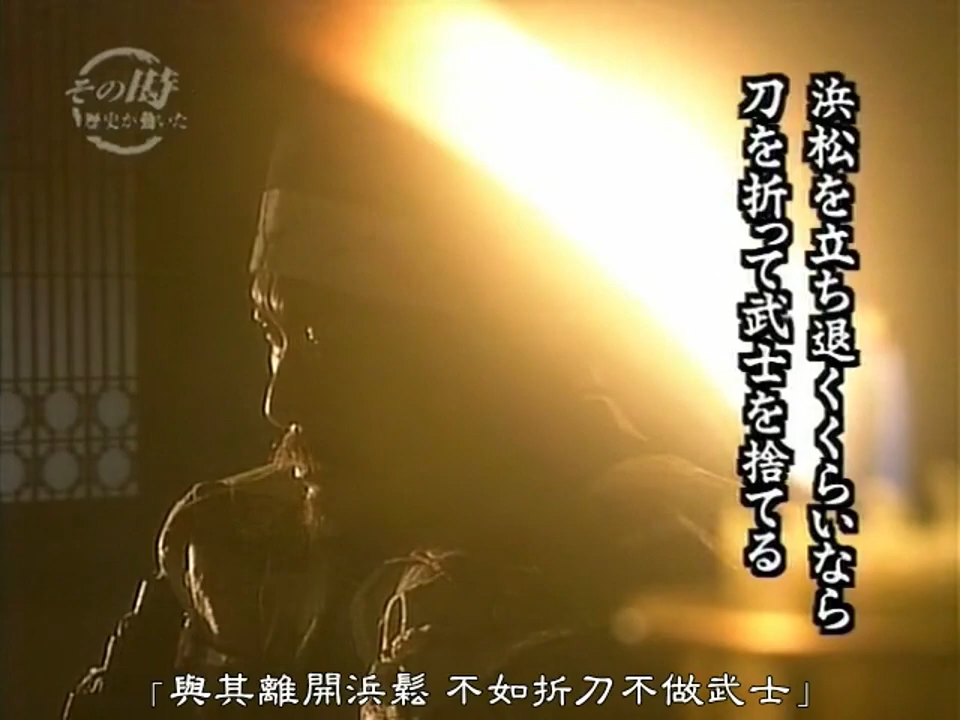 その時
歴史が動いた
浜松を立ち退くくらいなら
刀を折って武士を捨てる
「與其離開浜鬆 不如折刀不做武士」